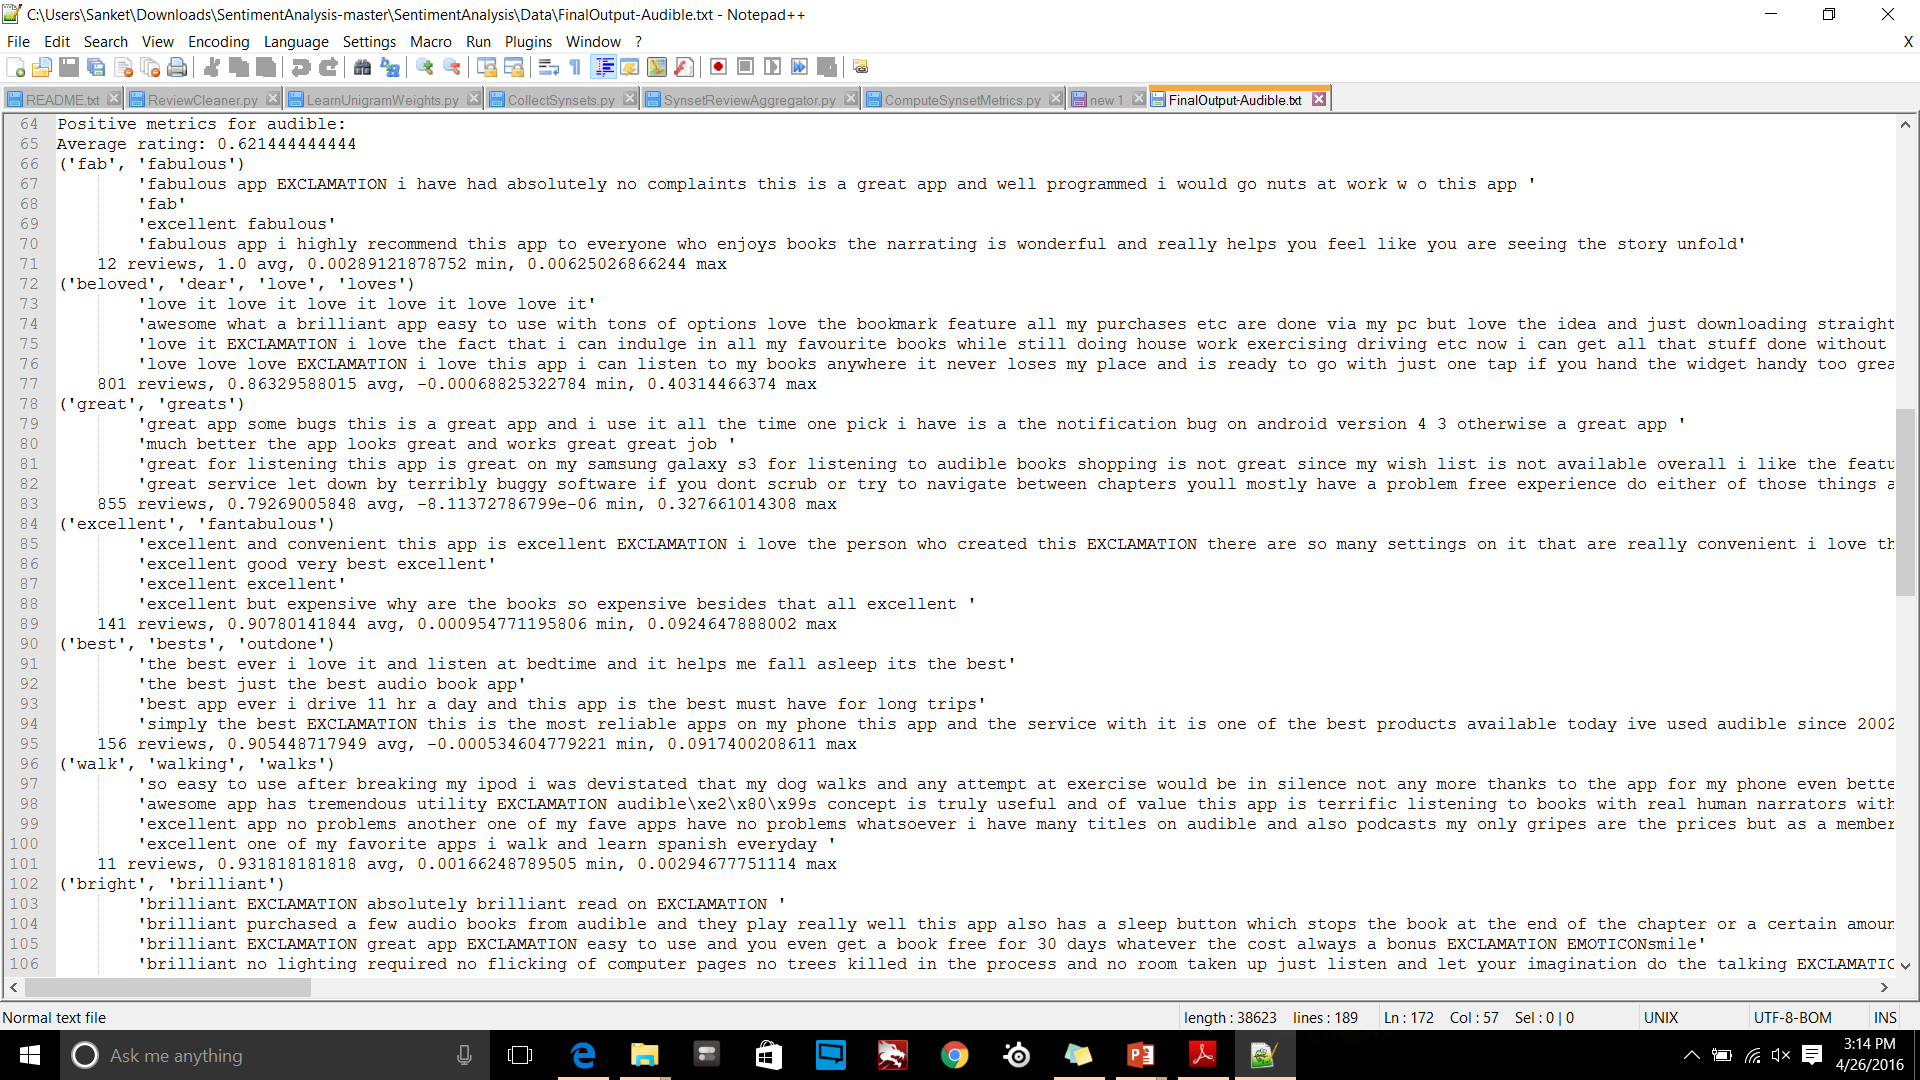 C:\Users\Sanket\Downloads\SentimentAnalysis-master\SentimentAnalysis\Data\FinalOutput-Audible.txt - Notepad++
File Edit Search View Encoding Language Settings Macro Run Plugins Window ? X
README.txt ReviewCleaner.py LearnUnigramWeights.py CollectSynsets.py SynsetReviewAggregator.py ComputeSynsetMetrics.py new 1 FinalOutput-Audible.txt
64 Positive metrics for audible:
65 Average rating: 0.621444444444
66 ('fab', 'fabulous')
67 'fabulous app EXCLAMATION i have had absolutely no complaints this is a great app and well programmed i would go nuts at work w o this app '
68 'fab'
69 'excellent fabulous'
70 'fabulous app i highly recommend this app to everyone who enjoys books the narrating is wonderful and really helps you feel like you are seeing the story unfold'
71 12 reviews, 1.0 avg, 0.00289121878752 min, 0.00625026866244 max
72 ('beloved', 'dear', 'love', 'loves')
73 'love it love it love it love it love love it'
74 'awesome what a brilliant app easy to use with tons of options love the bookmark feature all my purchases etc are done via my pc but love the idea and just downloading straight
75 'love it EXCLAMATION i love the fact that i can indulge in all my favourite books while still doing house work exercising driving etc now i can get all that stuff done without
76 'love love love EXCLAMATION i love this app i can listen to my books anywhere it never loses my place and is ready to go with just one tap if you hand the widget handy too grea
77 801 reviews, 0.86329588015 avg, -0.00068825322784 min, 0.40314466374 max
78 ('great', 'greats')
79 'great app some bugs this is a great app and i use it all the time one pick i have is a the notification bug on android version 4 3 otherwise a great app '
80 'much better the app looks great and works great great job '
81 'great for listening this app is great on my samsung galaxy s3 for listening to audible books shopping is not great since my wish list is not available overall i like the featu
82 'great service let down by terribly buggy software if you dont scrub or try to navigate between chapters youll mostly have a problem free experience do either of those things a
83 855 reviews, 0.79269005848 avg, -8.11372786799e-06 min, 0.327661014308 max
84 ('excellent', 'fantabulous')
85 'excellent and convenient this app is excellent EXCLAMATION i love the person who created this EXCLAMATION there are so many settings on it that are really convenient i love th
86 'excellent good very best excellent'
87 'excellent excellent'
88 'excellent but expensive why are the books so expensive besides that all excellent '
89 141 reviews, 0.90780141844 avg, 0.000954771195806 min, 0.0924647888002 max
90 ('best', 'bests', 'outdone')
91 'the best ever i love it and listen at bedtime and it helps me fall asleep its the best'
92 'the best just the best audio book app'
93 'best app ever i drive 11 hr a day and this app is the best must have for long trips'
94 'simply the best EXCLAMATION this is the most reliable apps on my phone this app and the service with it is one of the best products available today ive used audible since 2002
95 156 reviews, 0.905448717949 avg, -0.000534604779221 min, 0.0917400208611 max
96 ('walk', 'walking', 'walks')
97 'so easy to use after breaking my ipod i was devistated that my dog walks and any attempt at exercise would be in silence not any more thanks to the app for my phone even bette
98 'awesome app has tremendous utility EXCLAMATION audible\xe2\x80\x99s concept is truly useful and of value this app is terrific listening to books with real human narrators with
99 'excellent app no problems another one of my fave apps have no problems whatsoever i have many titles on audible and also podcasts my only gripes are the prices but as a member
100 'excellent one of my favorite apps i walk and learn spanish everyday '
101 11 reviews, 0.931818181818 avg, 0.00166248789505 min, 0.00294677751114 max
102 ('bright', 'brilliant')
103 'brilliant EXCLAMATION absolutely brilliant read on EXCLAMATION '
104 'brilliant purchased a few audio books from audible and they play really well this app also has a sleep button which stops the book at the end of the chapter or a certain amoun
105 'brilliant EXCLAMATION great app EXCLAMATION easy to use and you even get a book free for 30 days whatever the cost always a bonus EXCLAMATION EMOTICONsmile'
106 'brilliant no lighting required no flicking of computer pages no trees killed in the process and no room taken up just listen and let your imagination do the talking EXCLAMATIC
Normal text file length : 38623 lines : 189 Ln : 172 Col : 57 Sel : 0 | 0 UNIX UTF-8-BOM INS
Ask me anything
3:14 PM
4/26/2016